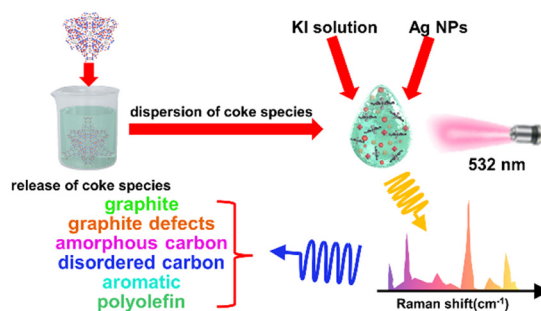 KI solution
Ag NPs
dispersion of coke species
532 nm
release of coke species
graphite
graphite defects
amorphous carbon
disordered carbon
aromatic
polyolefin
Raman shift(cm⁻¹)